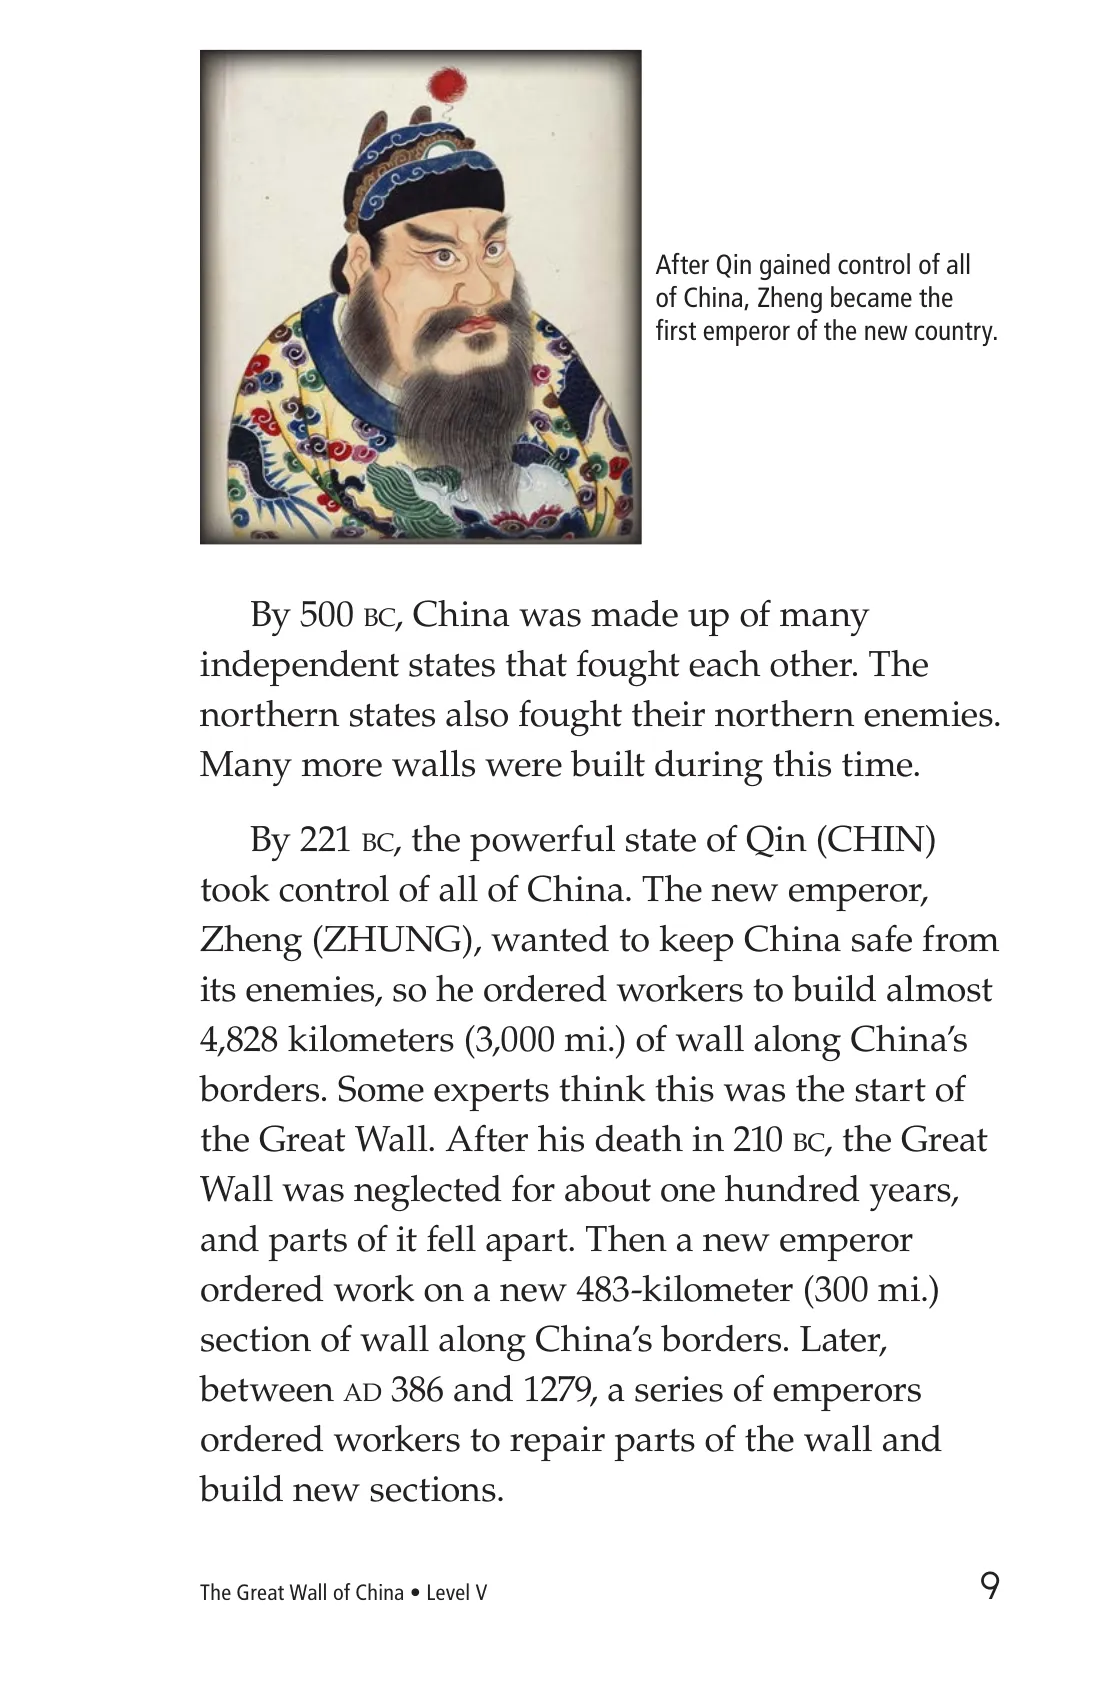 After Qin gained control of all
of China, Zheng became the
first emperor of the new country.
By 500 BC, China was made up of many
independent states that fought each other. The
northern states also fought their northern enemies.
Many more walls were built during this time.
By 221 BC, the powerful state of Qin (CHIN)
took control of all of China. The new emperor,
Zheng (ZHUNG), wanted to keep China safe from
its enemies, so he ordered workers to build almost
4,828 kilometers (3,000 mi.) of wall along China’s
borders. Some experts think this was the start of
the Great Wall. After his death in 210 BC, the Great
Wall was neglected for about one hundred years,
and parts of it fell apart. Then a new emperor
ordered work on a new 483-kilometer (300 mi.)
section of wall along China’s borders. Later,
between AD 386 and 1279, a series of emperors
ordered workers to repair parts of the wall and
build new sections.
The Great Wall of China • Level V
9